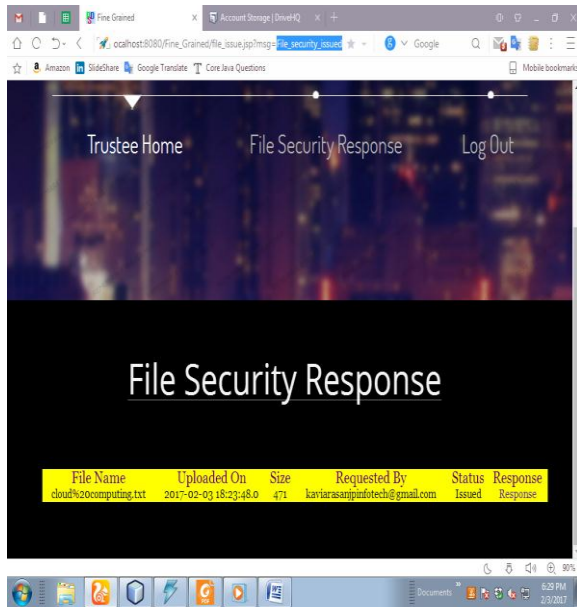 Fine Grained
Account Storage | DriveHQ
ocalhost:8080/Fine_Grained/file_issue.jsp?msg=File_security_issued
Google
Amazon SlideShare Google Translate Core Java Questions
Mobile bookmarks
Trustee Home File Security Response Log Out
File Security Response
File Name Uploaded On Size Requested By Status Response
cloud%20computing.txt 2017-02-03 18:23:48.0 471 kaviarasanjpinfotech@gmail.com Issued Response
90%
Documents
6:29 PM
2/3/2017